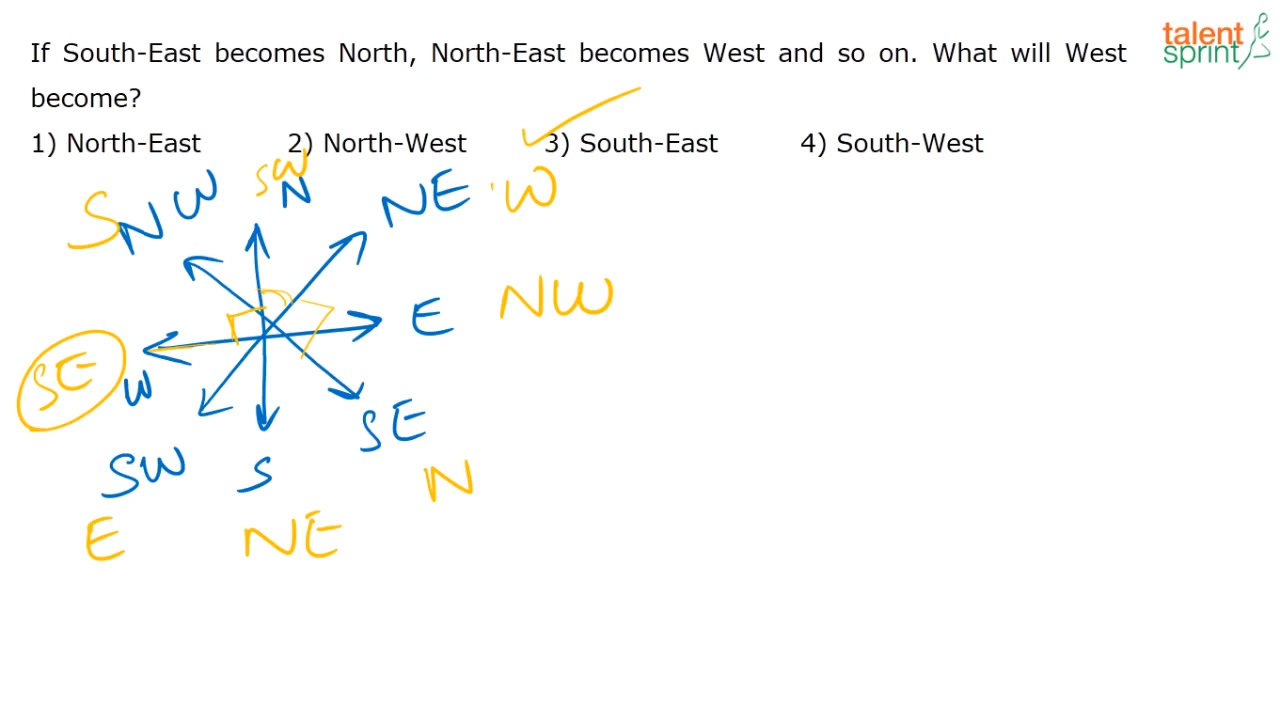 talent
sprint
If South-East becomes North, North-East becomes West and so on. What will West
become?
1) North-East 2) North-West 3) South-East 4) South-West
SW
S NW N NE W
E NW
SE W
SE
SW S N
E NE